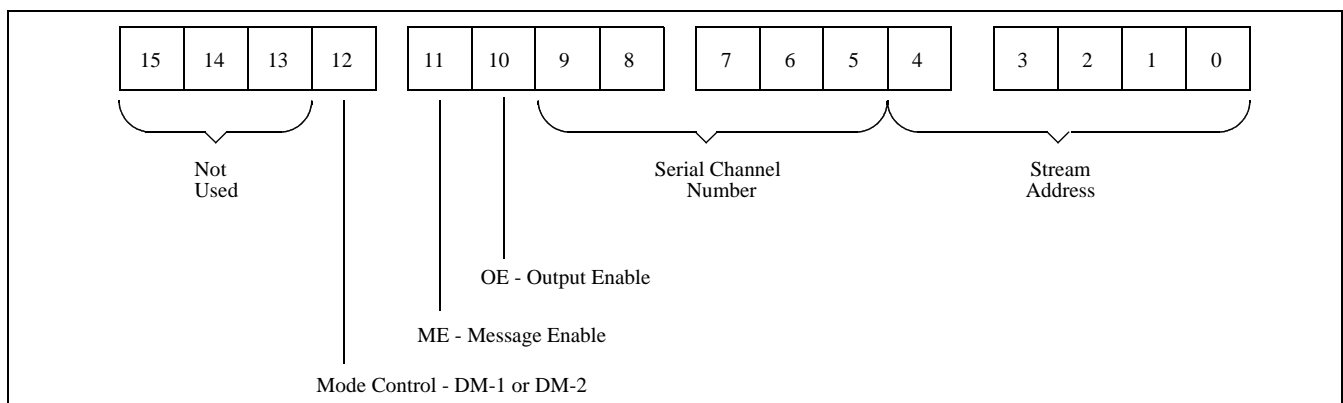 15 14 13 12 11 10 9 8 7 6 5 4 3 2 1 0
Not
Used
Serial Channel
Number
Stream
Address
OE - Output Enable
ME - Message Enable
Mode Control - DM-1 or DM-2